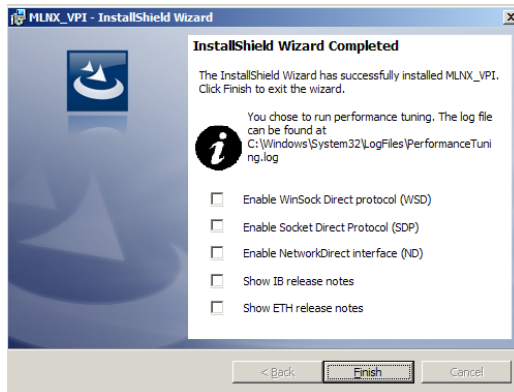 MLNX_VPI - InstallShield Wizard
InstallShield Wizard Completed
The InstallShield Wizard has successfully installed MLNX_VPI.
Click Finish to exit the wizard.
You chose to run performance tuning. The log file
can be found at
C:\Windows\System32\LogFiles\PerformanceTuni
ng.log
Enable WinSock Direct protocol (WSD)
Enable Socket Direct Protocol (SDP)
Enable NetworkDirect interface (ND)
Show IB release notes
Show ETH release notes
< Back
Finish
Cancel